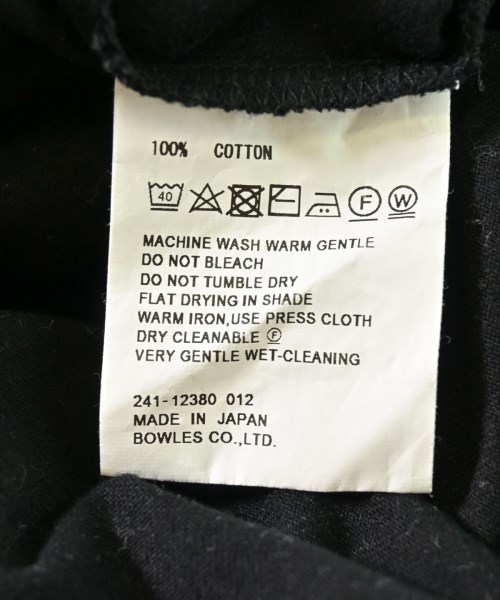 100% COTTON
40 F W
MACHINE WASH WARM GENTLE
DO NOT BLEACH
DO NOT TUMBLE DRY
FLAT DRYING IN SHADE
WARM IRON,USE PRESS CLOTH
DRY CLEANABLE Ⓕ
VERY GENTLE WET-CLEANING
241-12380 012
MADE IN JAPAN
BOWLES CO.,LTD.